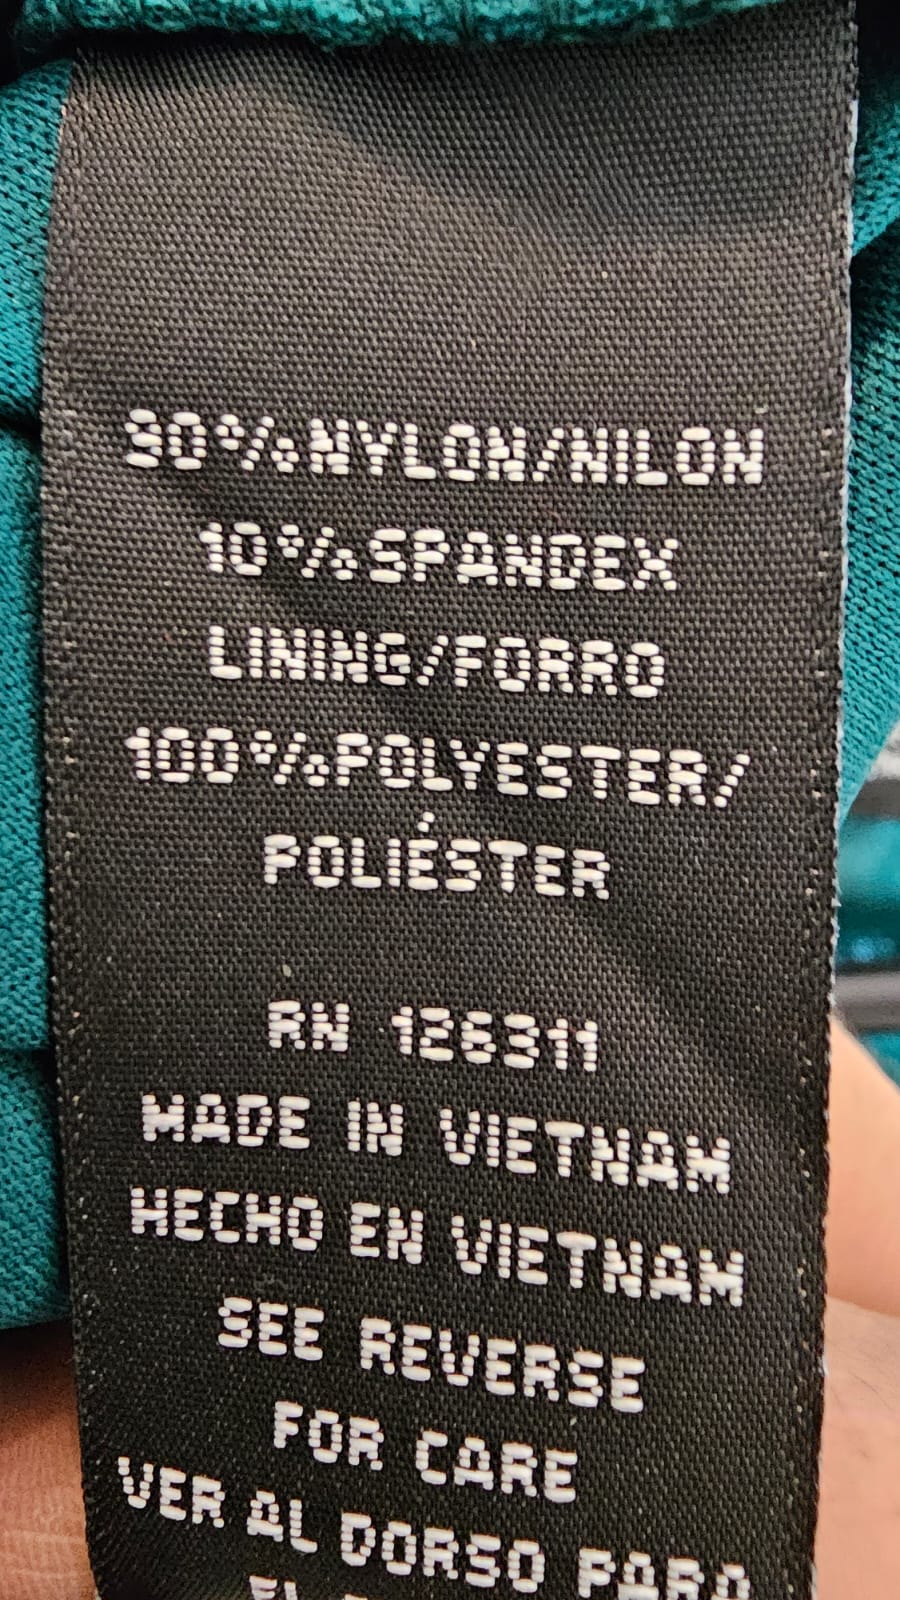 90%NYLON/NILON
10%SPANDEX
LINING/FORRO
100%POLYESTER/
POLIÉSTER
RN 126311
MADE IN VIETNAM
HECHO EN VIETNAM
SEE REVERSE
FOR CARE
VER AL DORSO PARA